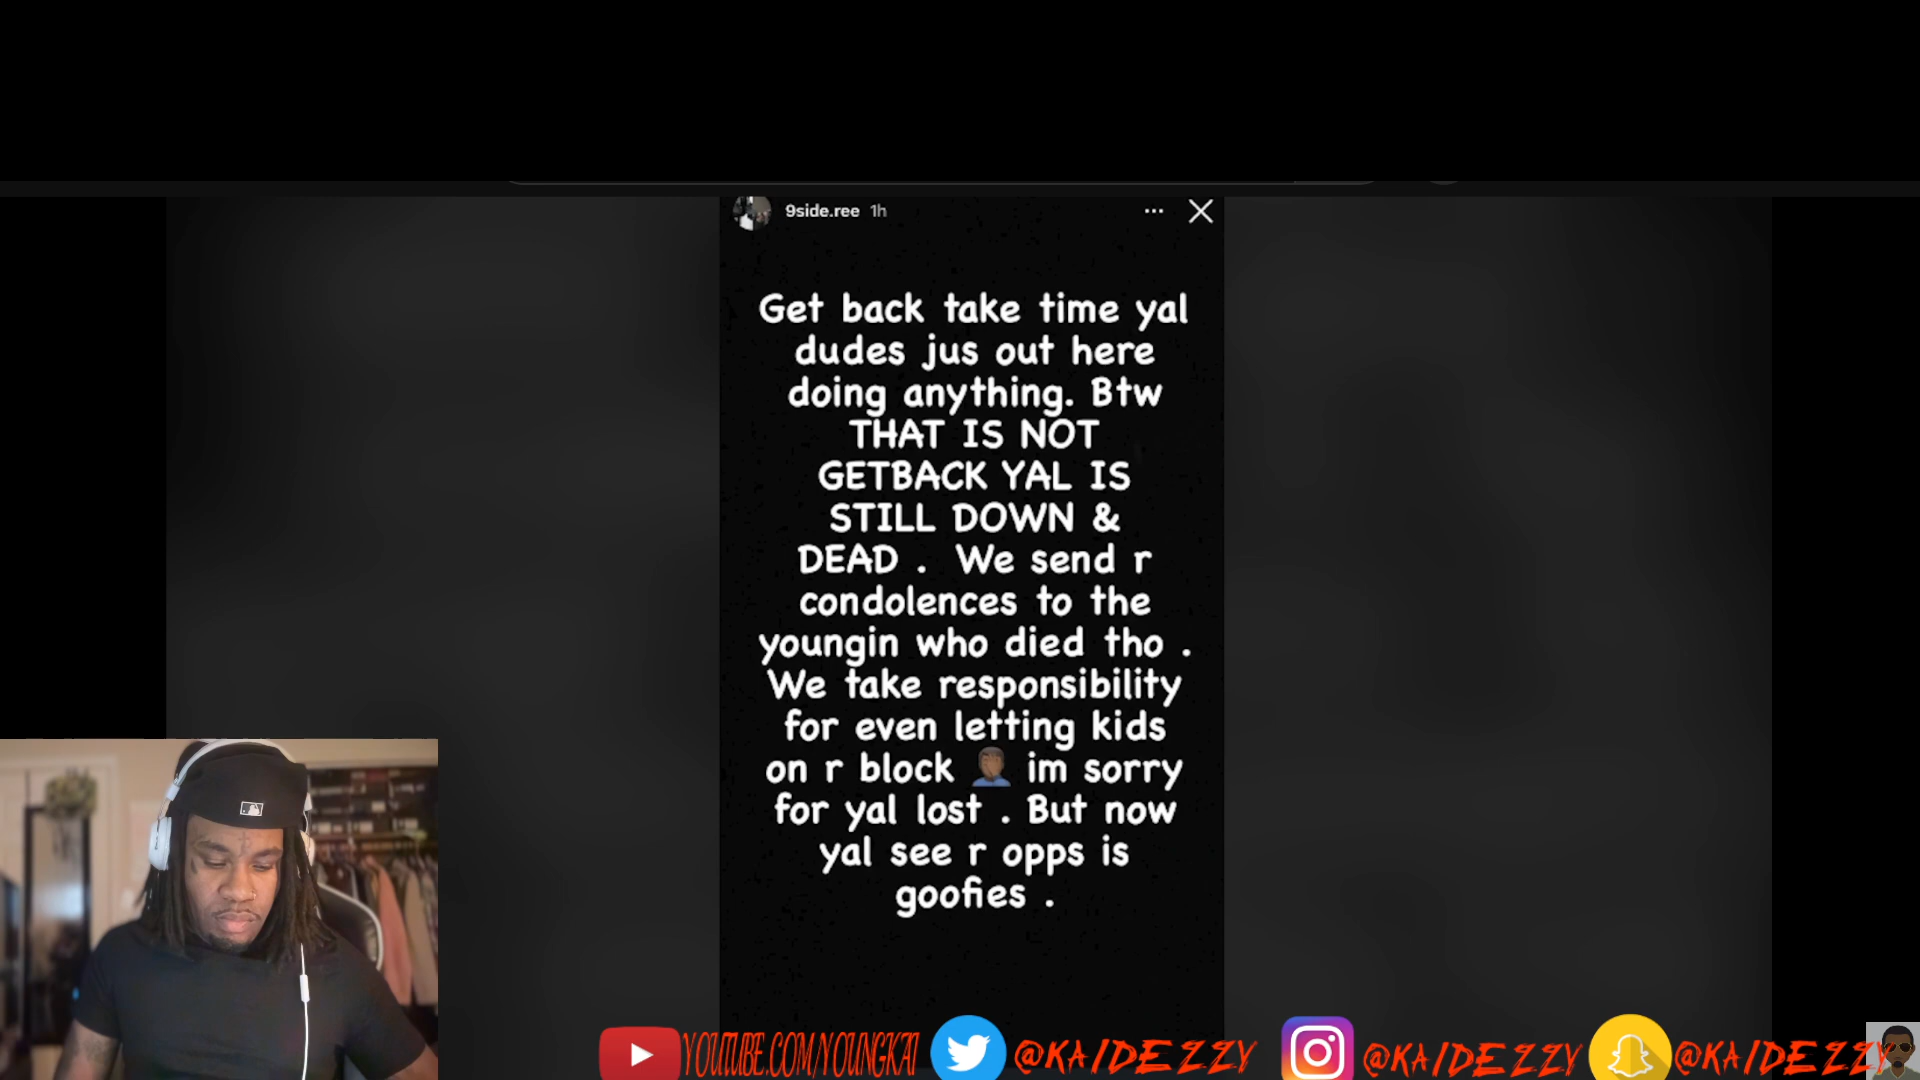 9side.ree 1h
Get back take time yal
dudes jus out here
doing anything. Btw
THAT IS NOT
GETBACK YAL IS
STILL DOWN &
DEAD . We send r
condolences to the
youngin who died tho .
We take responsibility
for even letting kids
on r block 🤦🏾‍♂️ im sorry
for yal lost . But now
yal see r opps is
goofies .
YOUTUBE.COM/YOUNGKAI @KAIDEZZY @KAIDEZZY @KAIDEZZY